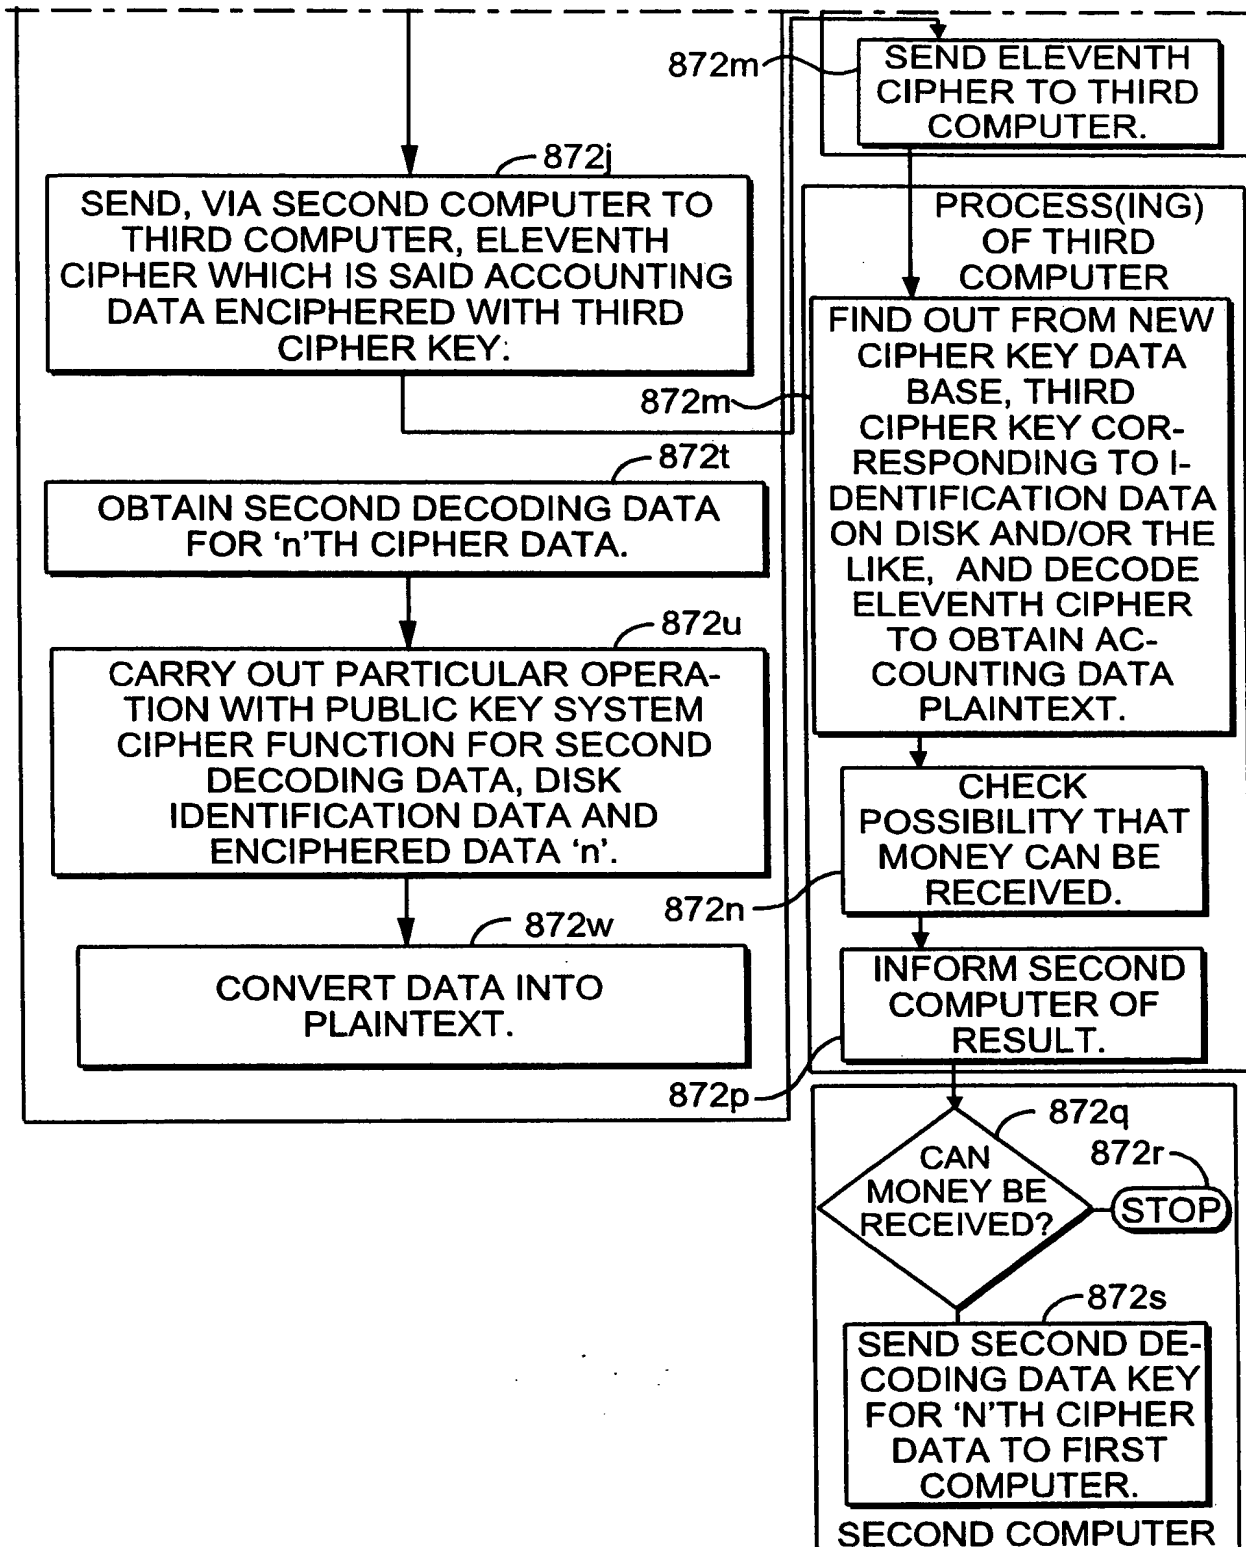 872j
SEND, VIA SECOND COMPUTER TO
THIRD COMPUTER, ELEVENTH
CIPHER WHICH IS SAID ACCOUNTING
DATA ENCIPHERED WITH THIRD
CIPHER KEY.
872t
OBTAIN SECOND DECODING DATA
FOR ‘n’TH CIPHER DATA.
872u
CARRY OUT PARTICULAR OPERA-
TION WITH PUBLIC KEY SYSTEM
CIPHER FUNCTION FOR SECOND
DECODING DATA, DISK
IDENTIFICATION DATA AND
ENCIPHERED DATA ‘n’.
872w
CONVERT DATA INTO
PLAINTEXT.
872m
SEND ELEVENTH
CIPHER TO THIRD
COMPUTER.
PROCESS(ING)
OF THIRD
COMPUTER
872m
FIND OUT FROM NEW
CIPHER KEY DATA
BASE, THIRD
CIPHER KEY COR-
RESPONDING TO I-
DENTIFICATION DATA
ON DISK AND/OR THE
LIKE, AND DECODE
ELEVENTH CIPHER
TO OBTAIN AC-
COUNTING DATA
PLAINTEXT.
CHECK
POSSIBILITY THAT
MONEY CAN BE
RECEIVED.
872n
INFORM SECOND
COMPUTER OF
RESULT.
872p
872q
CAN
MONEY BE
RECEIVED?
872r
STOP
872s
SEND SECOND DE-
CODING DATA KEY
FOR ‘N’TH CIPHER
DATA TO FIRST
COMPUTER.
SECOND COMPUTER